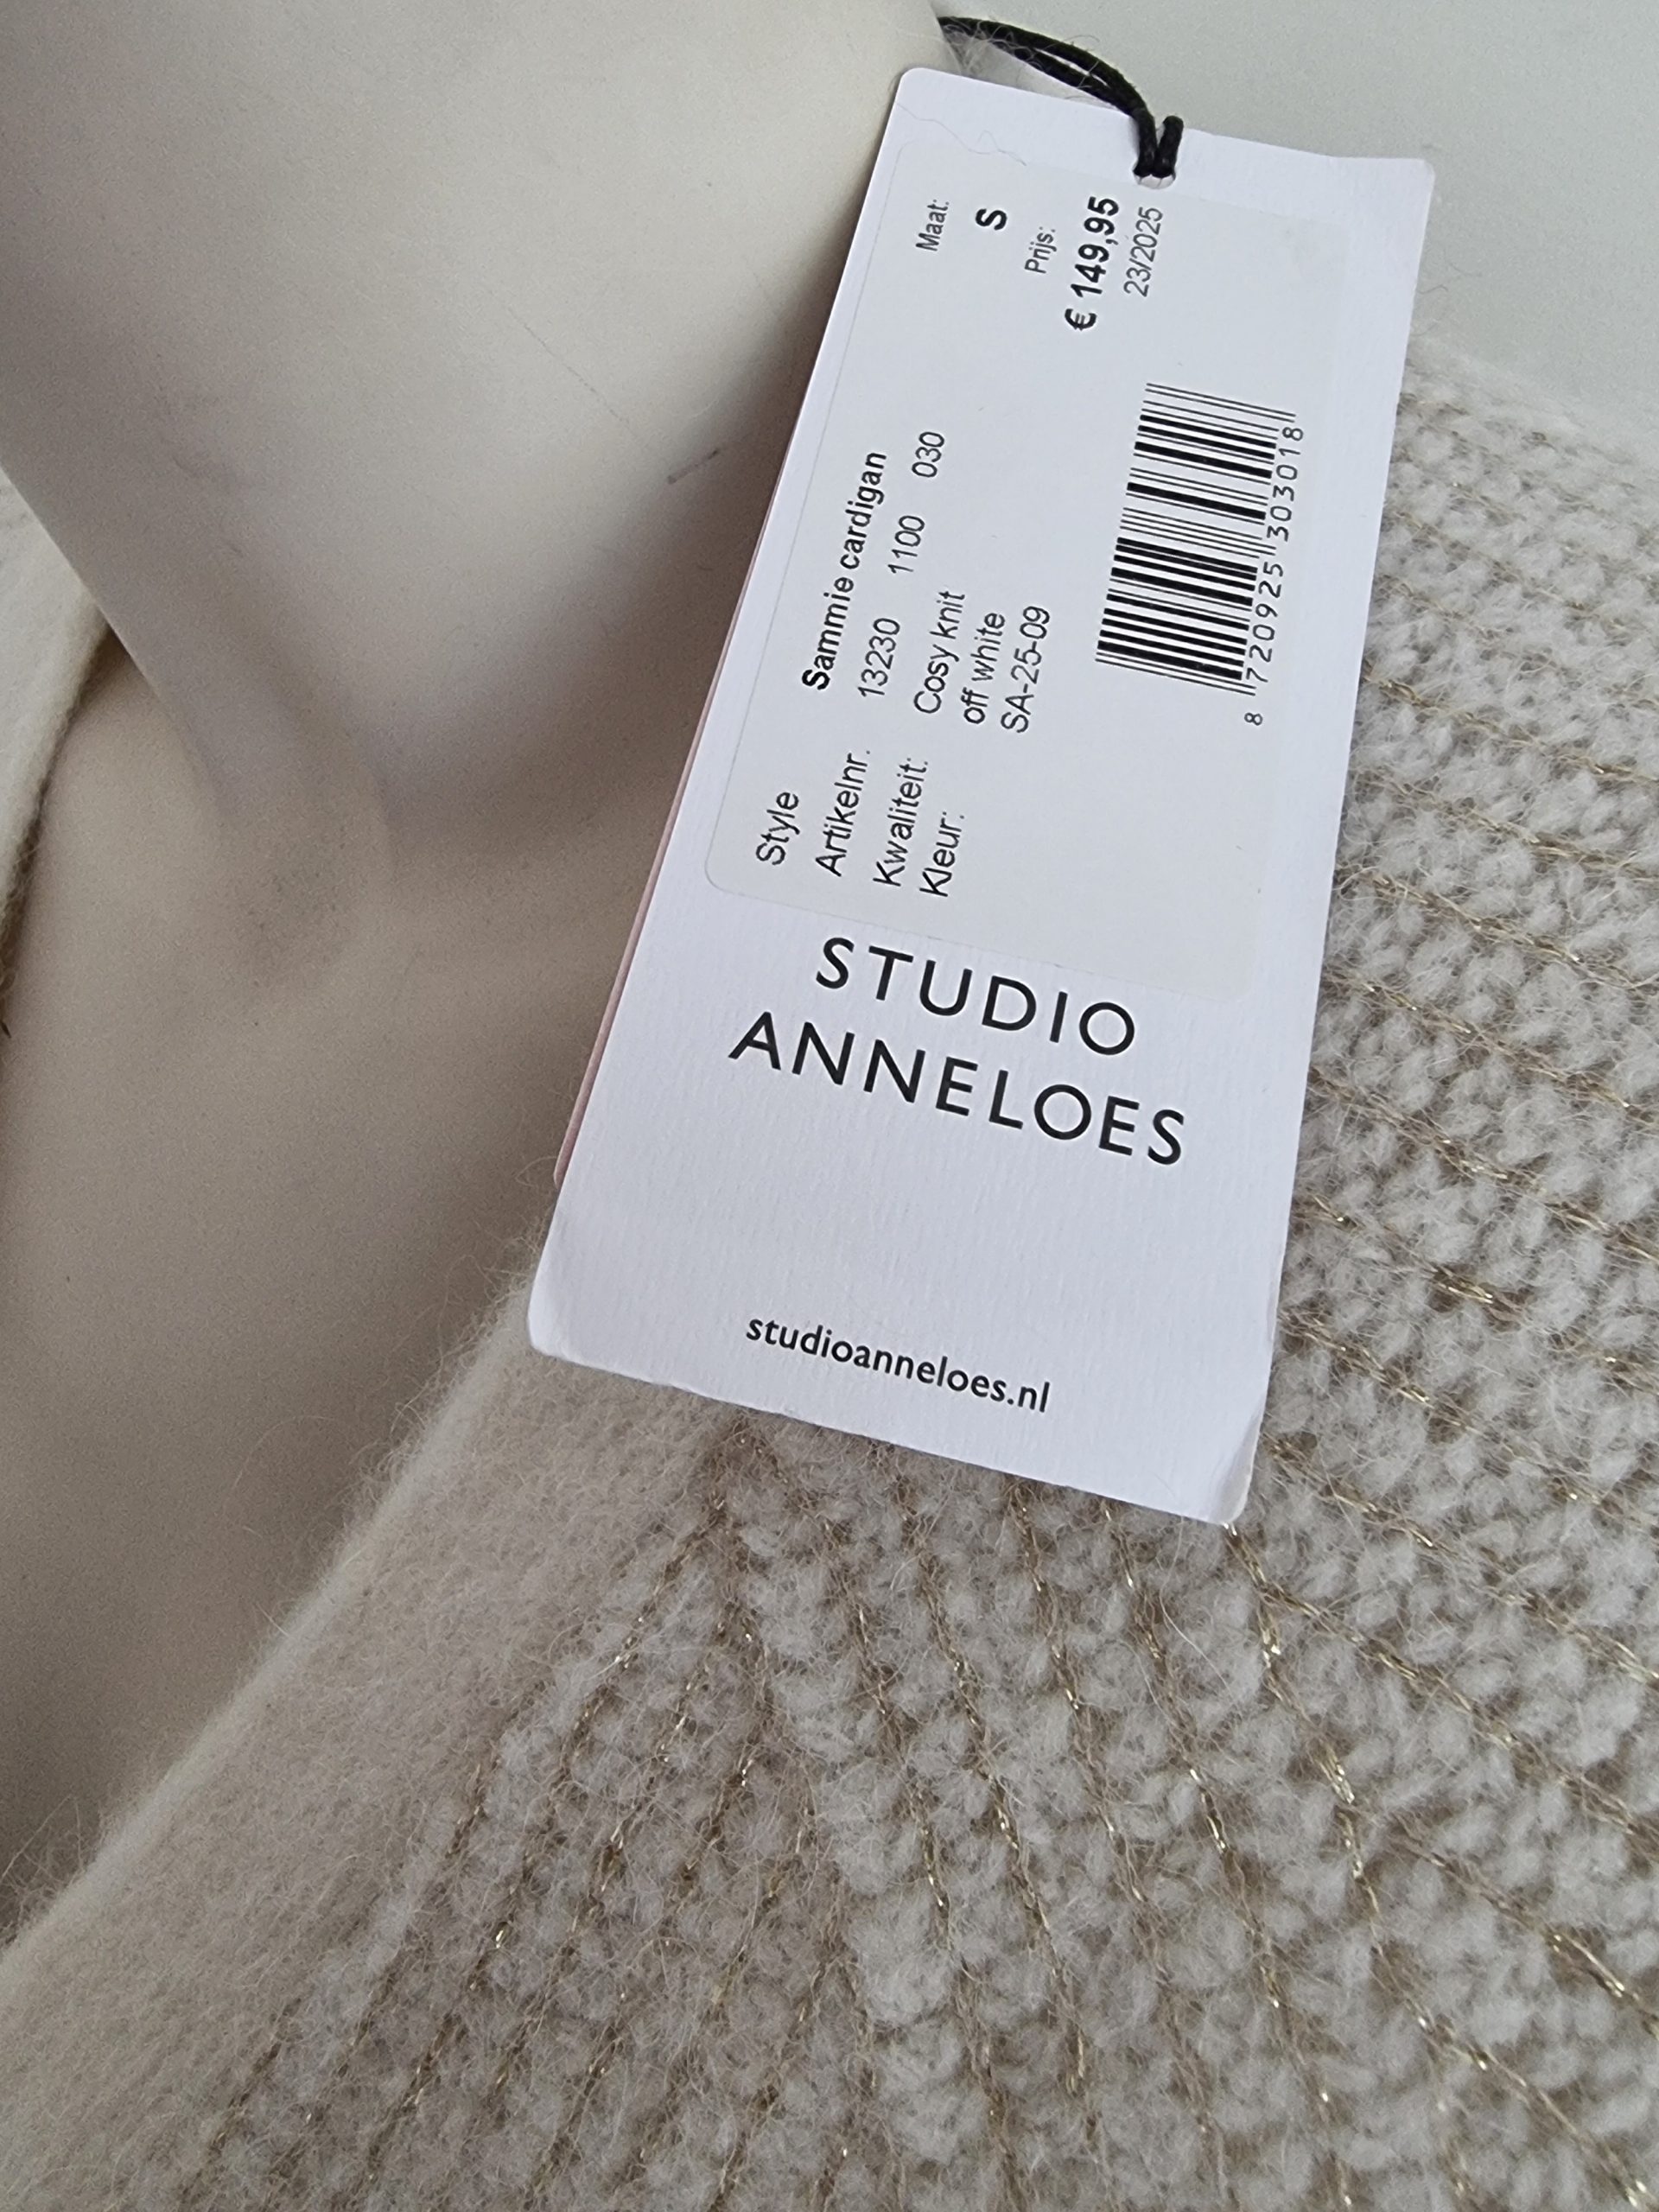 Style Sammie cardigan
Artikelnr. 13230 1100 030
Kwaliteit: Cosy knit
Kleur: off white
SA-25-09
Maat:
S
Prijs:
€ 149,95
23/2025
8 720925 303018
STUDIO
ANNELOES
studioanneloes.nl